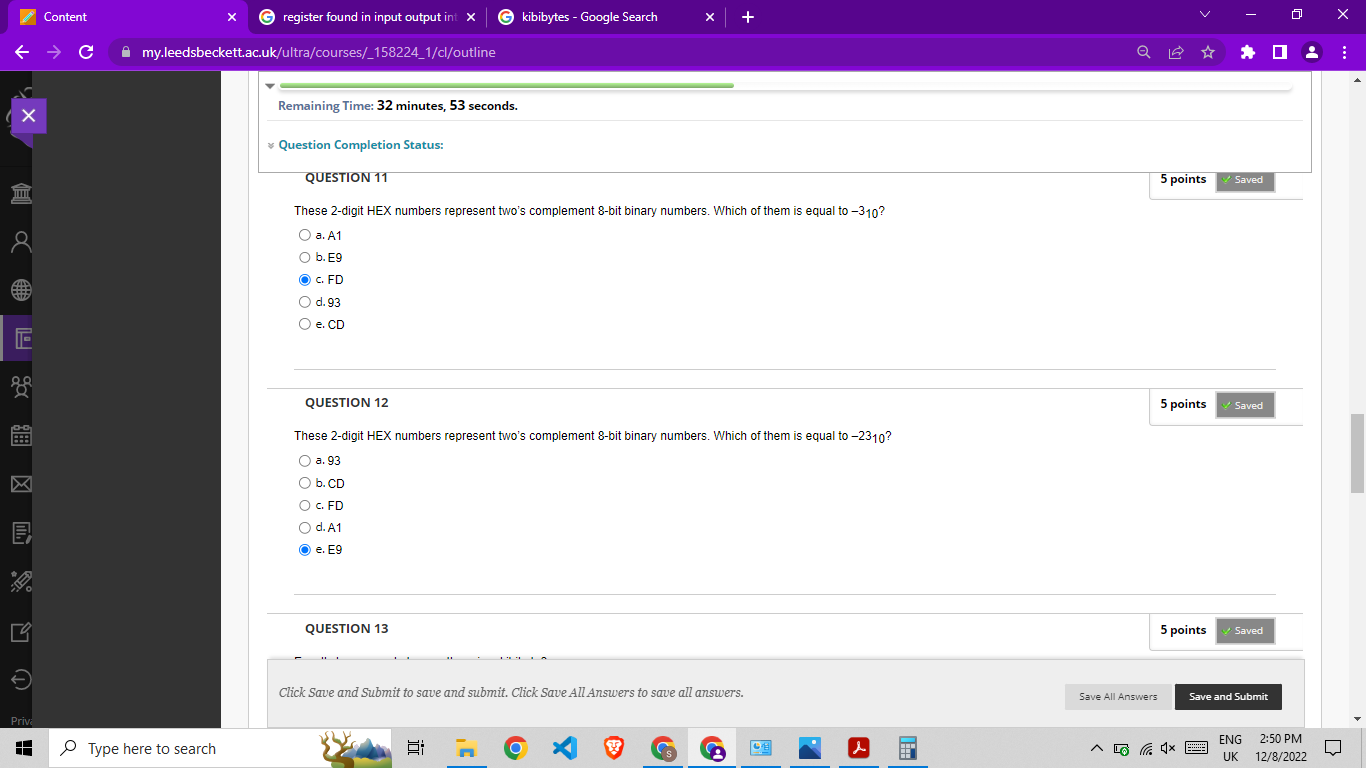 Content
register found in input output int
kibibytes - Google Search
my.leedsbeckett.ac.uk/ultra/courses/_158224_1/cl/outline
Remaining Time: 32 minutes, 53 seconds.
Question Completion Status:
QUESTION 11
5 points
Saved
These 2-digit HEX numbers represent two's complement 8-bit binary numbers. Which of them is equal to –310?
a. A1
b. E9
c. FD
d. 93
e. CD
QUESTION 12
5 points
Saved
These 2-digit HEX numbers represent two's complement 8-bit binary numbers. Which of them is equal to –2310?
a. 93
b. CD
c. FD
d. A1
e. E9
QUESTION 13
5 points
Saved
Click Save and Submit to save and submit. Click Save All Answers to save all answers.
Save All Answers
Save and Submit
Priva
Type here to search
ENG
UK
2:50 PM
12/8/2022